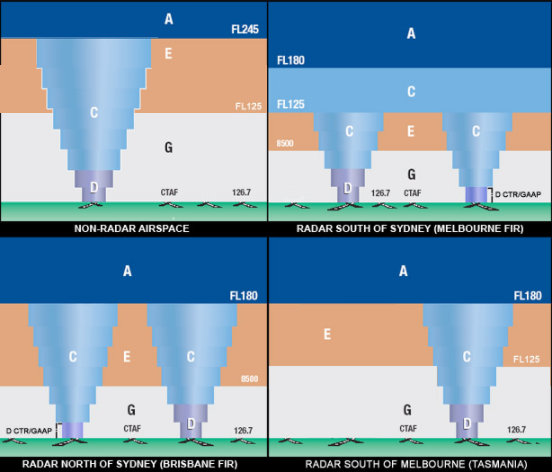 A
FL245
E
FL125
C
G
D
CTAF
126.7
NON-RADAR AIRSPACE
A
FL180
C
FL125
C
E
C
8500
G
D
126.7
CTAF
D CTR/GAAP
RADAR SOUTH OF SYDNEY (MELBOURNE FIR)
A
FL180
C
E
C
8500
G
D CTR/GAAP
CTAF
D
126.7
RADAR NORTH OF SYDNEY (BRISBANE FIR)
A
FL180
E
C
FL125
G
CTAF
D
126.7
RADAR SOUTH OF MELBOURNE (TASMANIA)